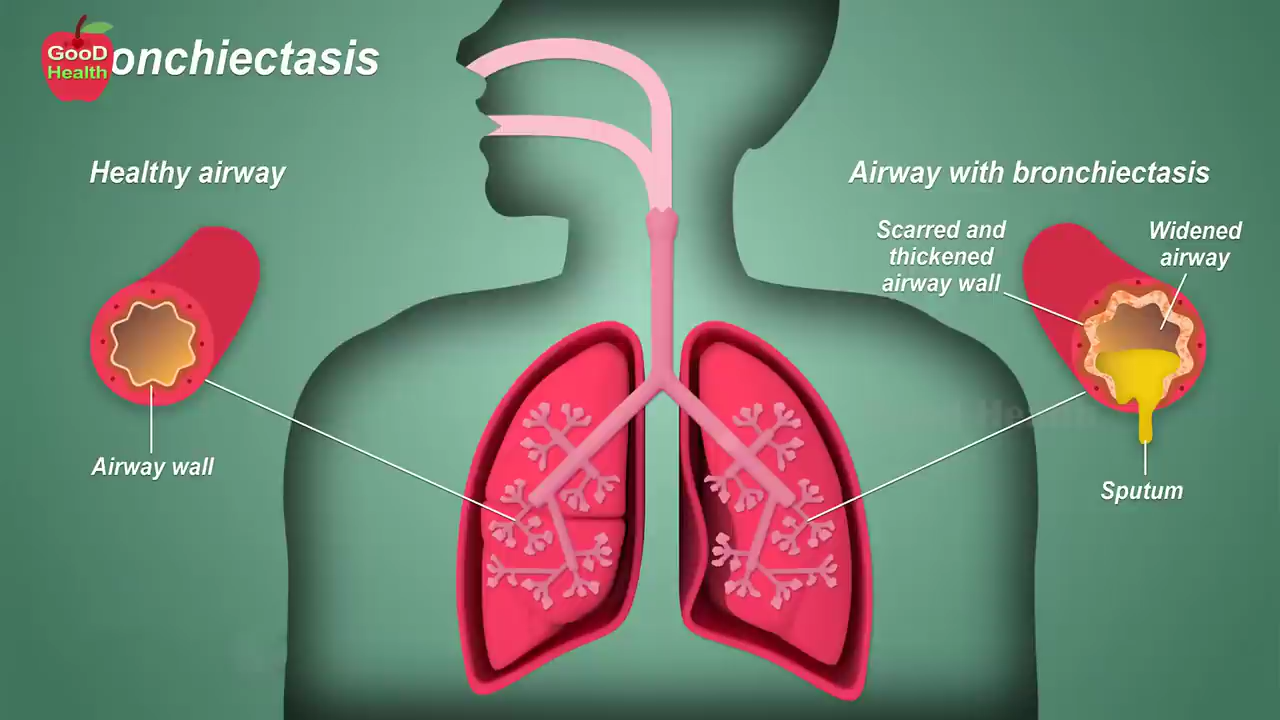 GooD
Health
onchiectasis
Healthy airway
Airway wall
Airway with bronchiectasis
Scarred and
thickened
airway wall
Widened
airway
Sputum